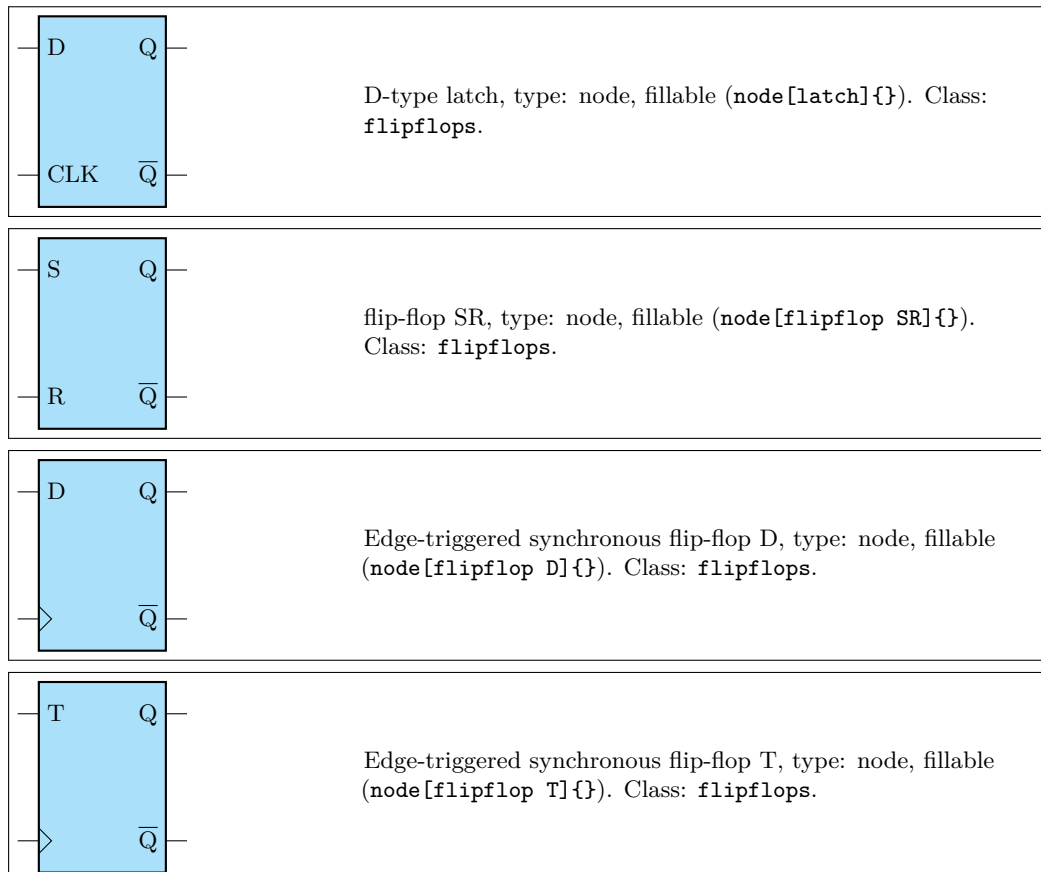 D Q
D-type latch, type: node, fillable (node[latch]{}). Class:
flipflops.
CLK Q̅
S Q
flip-flop SR, type: node, fillable (node[flipflop SR]{}).
Class: flipflops.
R Q̅
D Q
Edge-triggered synchronous flip-flop D, type: node, fillable
(node[flipflop D]{}). Class: flipflops.
Q̅
T Q
Edge-triggered synchronous flip-flop T, type: node, fillable
(node[flipflop T]{}). Class: flipflops.
Q̅